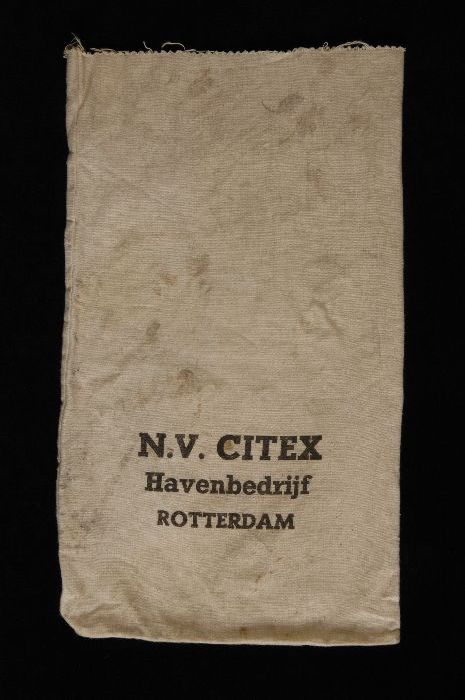 N.V. CITEX
Havenbedrijf
ROTTERDAM